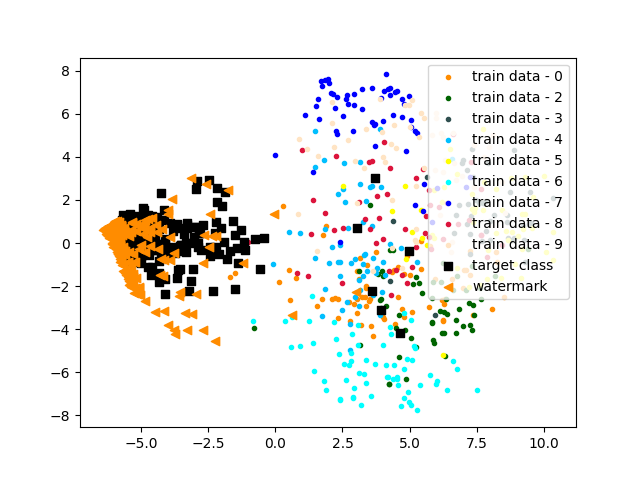 8
6
4
2
0
−2
−4
−6
−8
−5.0
−2.5
0.0
2.5
5.0
7.5
10.0
train data - 0
train data - 2
train data - 3
train data - 4
train data - 5
train data - 6
train data - 7
train data - 8
train data - 9
target class
watermark